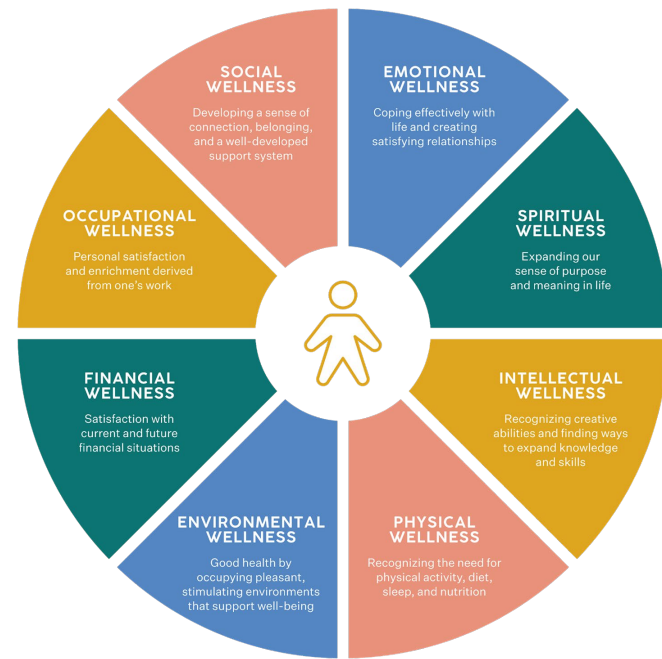 SOCIAL
WELLNESS
Developing a sense of
connection, belonging,
and a well-developed
support system
EMOTIONAL
WELLNESS
Coping effectively with
life and creating
satisfying relationships
OCCUPATIONAL
WELLNESS
Personal satisfaction
and enrichment derived
from one's work
SPIRITUAL
WELLNESS
Expanding our
sense of purpose
and meaning in life
FINANCIAL
WELLNESS
Satisfaction with
current and future
financial situations
INTELLECTUAL
WELLNESS
Recognizing creative
abilities and finding ways
to expand knowledge
and skills
ENVIRONMENTAL
WELLNESS
Good health by
occupying pleasant,
stimulating environments
that support well-being
PHYSICAL
WELLNESS
Recognizing the need for
physical activity, diet,
sleep, and nutrition